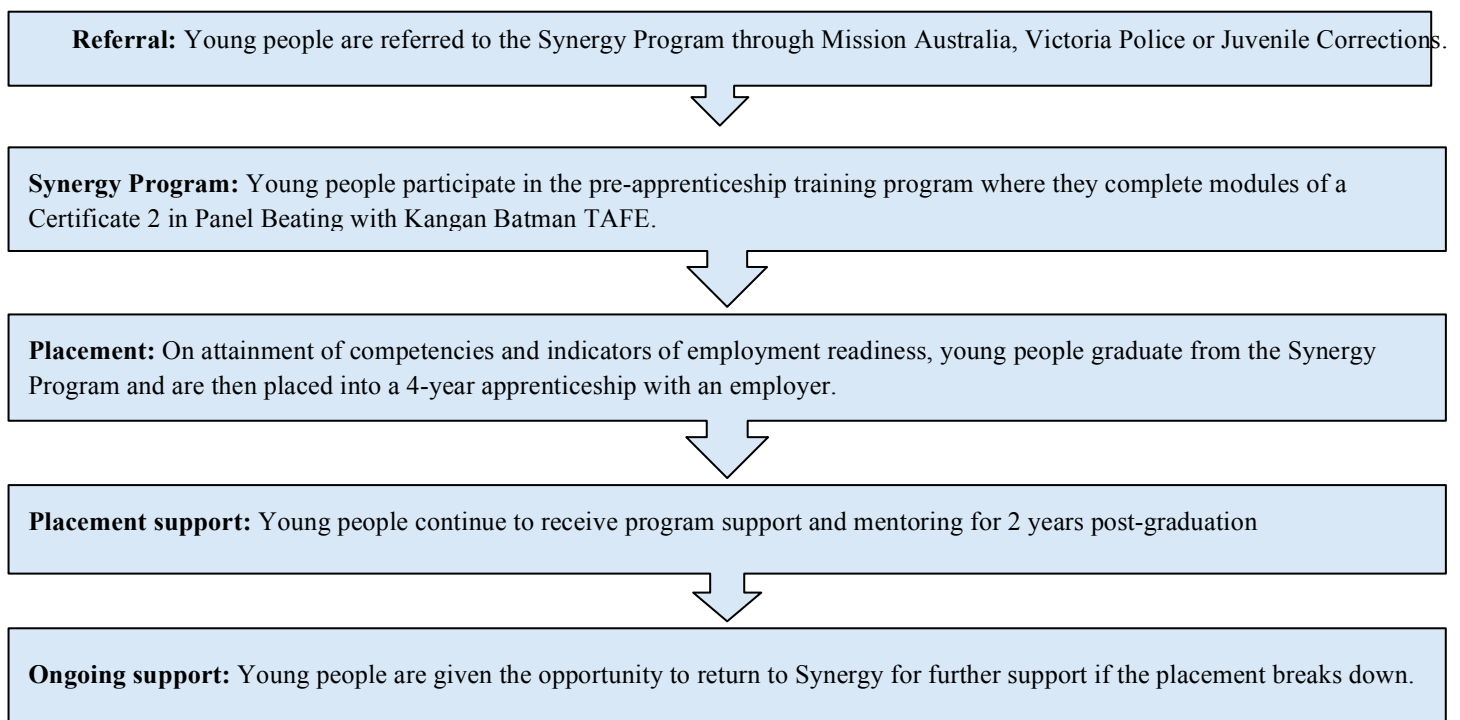 Referral: Young people are referred to the Synergy Program through Mission Australia, Victoria Police or Juvenile Corrections.
Synergy Program: Young people participate in the pre-apprenticeship training program where they complete modules of a
Certificate 2 in Panel Beating with Kangan Batman TAFE.
Placement: On attainment of competencies and indicators of employment readiness, young people graduate from the Synergy
Program and are then placed into a 4-year apprenticeship with an employer.
Placement support: Young people continue to receive program support and mentoring for 2 years post-graduation
Ongoing support: Young people are given the opportunity to return to Synergy for further support if the placement breaks down.